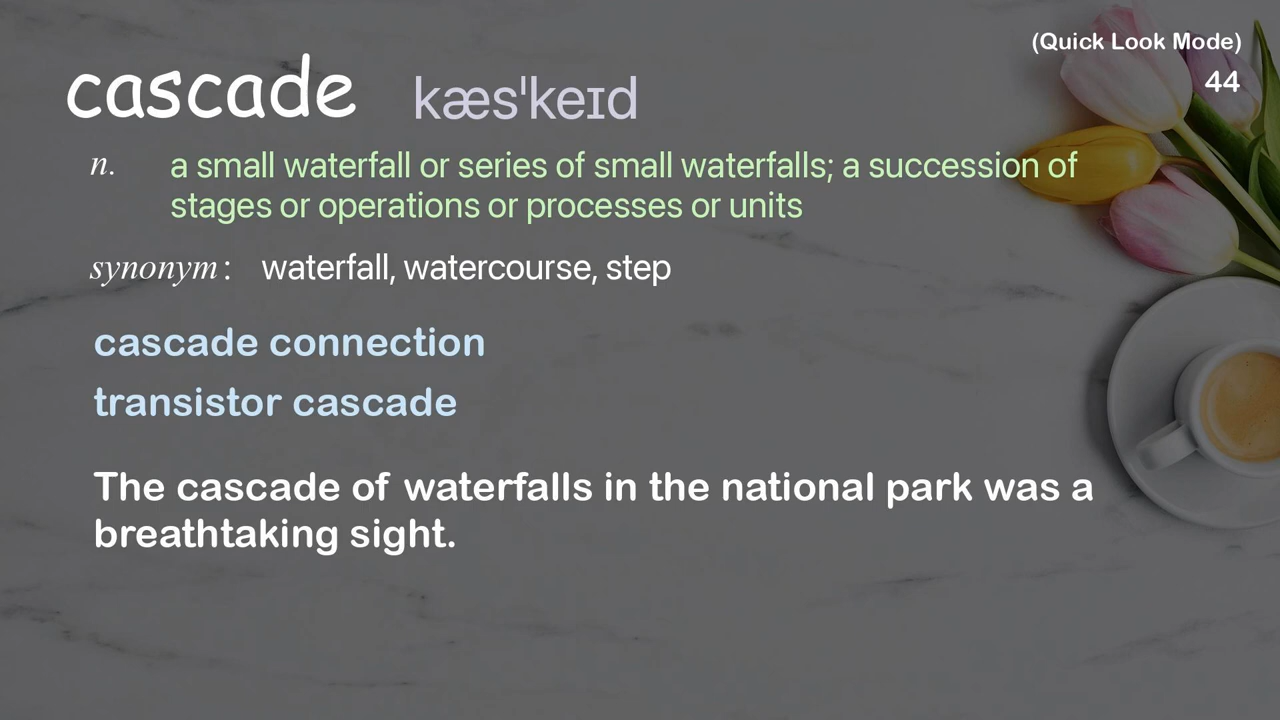 (Quick Look Mode)
44
cascade kæs'keɪd
n. a small waterfall or series of small waterfalls; a succession of
stages or operations or processes or units
synonym : waterfall, watercourse, step
cascade connection
transistor cascade
The cascade of waterfalls in the national park was a
breathtaking sight.